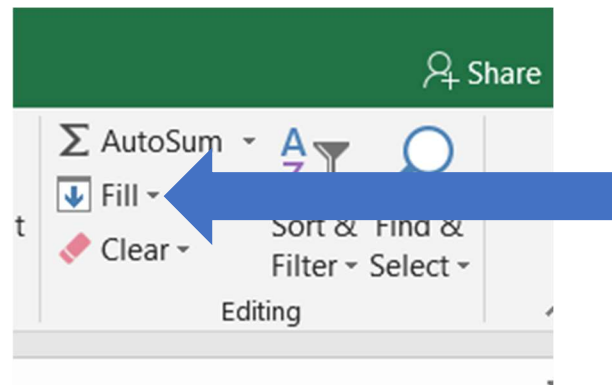 Share
Σ AutoSum
Fill
Clear
A
Sort &
Filter
Find &
Select
Editing
t